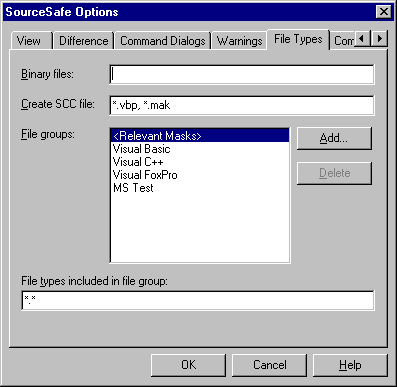 SourceSafe Options
View Difference Command Dialogs Warnings File Types Com
Binary files:
Create SCC file: *.vbp, *.mak
File groups: <Relevant Masks> Add...
Visual Basic
Visual C++ Delete
Visual FoxPro
MS Test
File types included in file group:
*.*
OK Cancel Help